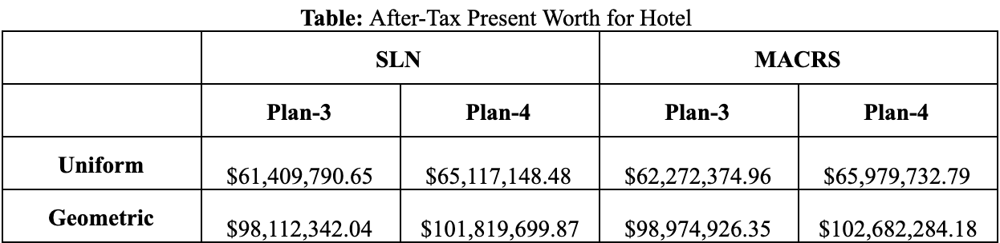 Table: After-Tax Present Worth for Hotel
SLN MACRS
Plan-3 Plan-4 Plan-3 Plan-4
Uniform $61,409,790.65 $65,117,148.48 $62,272,374.96 $65,979,732.79
Geometric $98,112,342.04 $101,819,699.87 $98,974,926.35 $102,682,284.18